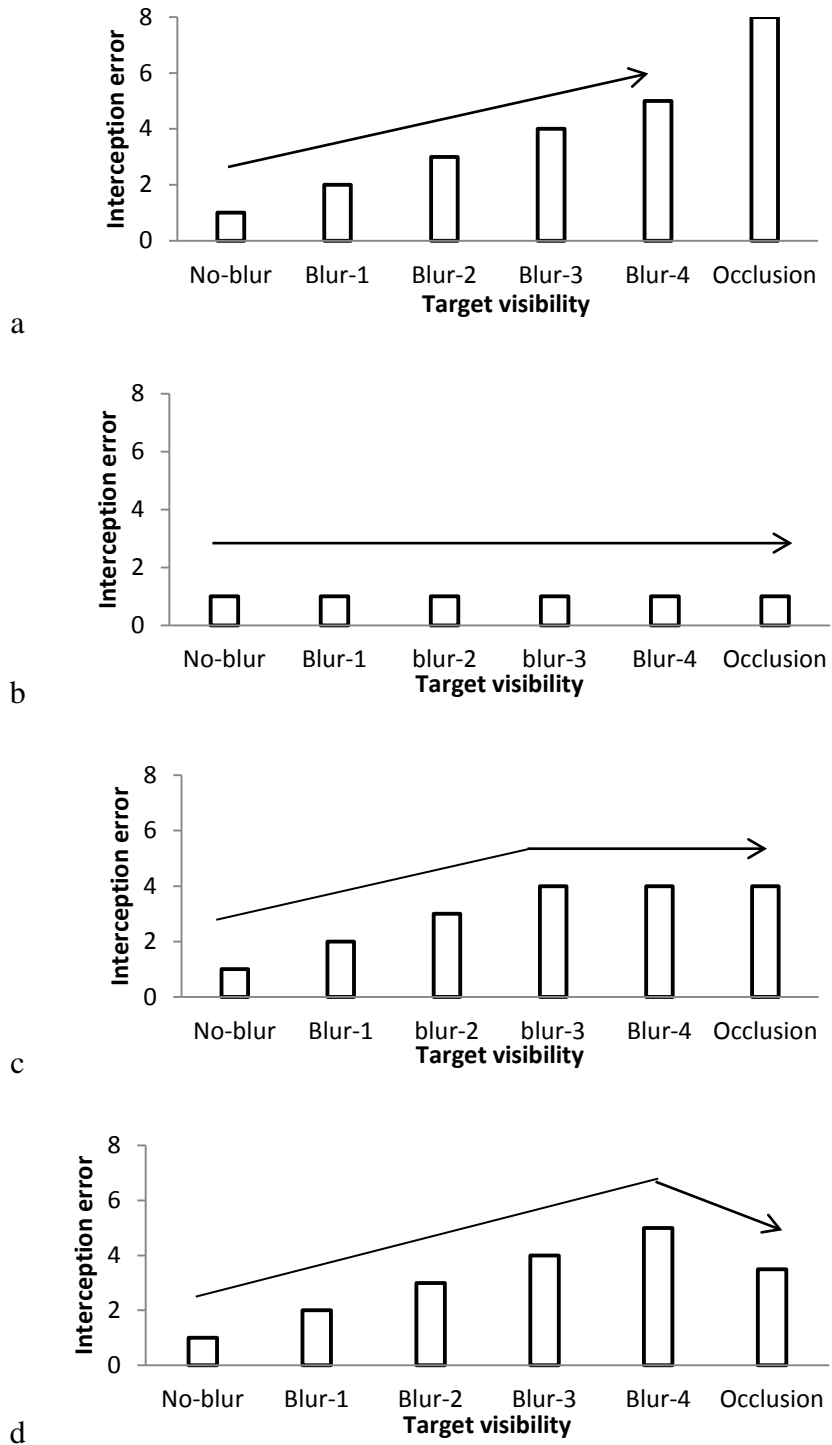 8
6
4
2
0
Interception error
No-blur Blur-1 Blur-2 Blur-3 Blur-4 Occlusion
Target visibility
a
8
6
4
2
0
Interception error
No-blur Blur-1 blur-2 blur-3 Blur-4 Occlusion
Target visibility
b
8
6
4
2
0
Interception error
No-blur Blur-1 blur-2 blur-3 Blur-4 Occlusion
Target visibility
c
8
6
4
2
0
Interception error
No-blur Blur-1 Blur-2 Blur-3 Blur-4 Occlusion
Target visibility
d